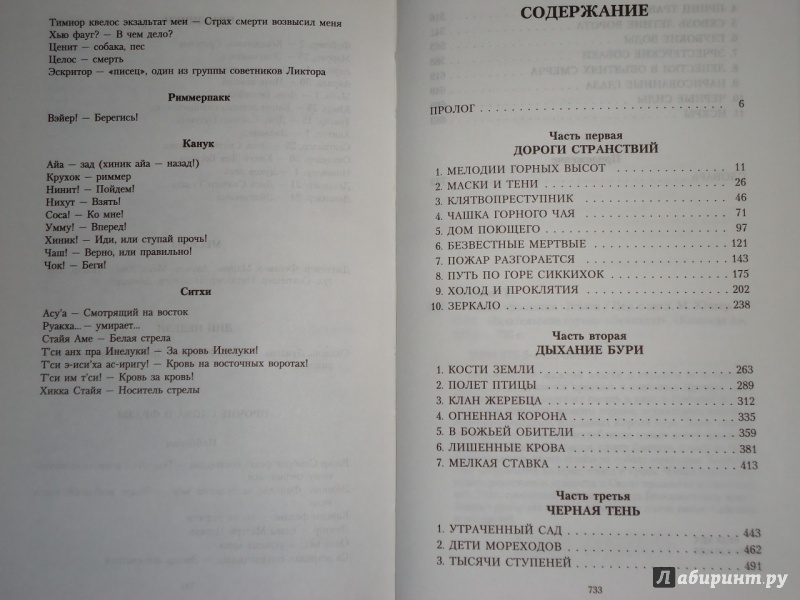 Тимиор квелос экзальтат меи — Страх смерти возвысил меня
Хью фауг? — В чем дело?
Ценит — собака, пес
Целос — смерть
Эскритор — «писец», один из группы советников Ликтора
Риммерпакк
Вэйер! — Берегись!
Канук
Айа — зад (хиник айа — назад!)
Крухок — риммер
Нинит! — Пойдем!
Нихут — Взять!
Соса! — Ко мне!
Умму! — Вперед!
Хиник! — Иди, или ступай прочь!
Чаш! — Верно, или правильно!
Чок! — Беги!
Ситхи
Асу'а — Смотрящий на восток
Руакха... — умирает...
Стайя Аме — Белая стрела
Т'си анх пра Инелуки! — За кровь Инелуки!
Т'си э-иси'ха ас-иригу! — Кровь на восточных воротах!
Т'си им т'си! — Кровь за кровь!
Хикка Стайя — Носитель стрелы
СОДЕРЖАНИЕ
ПРОЛОГ 6
Часть первая
ДОРОГИ СТРАНСТВИЙ
1. МЕЛОДИИ ГОРНЫХ ВЫСОТ 11
2. МАСКИ И ТЕНИ 26
3. КЛЯТВОПРЕСТУПНИК 46
4. ЧАШКА ГОРНОГО ЧАЯ 71
5. ДОМ ПОЮЩЕГО 97
6. БЕЗВЕСТНЫЕ МЕРТВЫЕ 121
7. ПОЖАР РАЗГОРАЕТСЯ 143
8. ПУТЬ ПО ГОРЕ СИККИХОК 175
9. ХОЛОД И ПРОКЛЯТИЯ 202
10. ЗЕРКАЛО 238
Часть вторая
ДЫХАНИЕ БУРИ
1. КОСТИ ЗЕМЛИ 263
2. ПОЛЕТ ПТИЦЫ 289
3. КЛАН ЖЕРЕБЦА 312
4. ОГНЕННАЯ КОРОНА 335
5. В БОЖЬЕЙ ОБИТЕЛИ 359
6. ЛИШЕННЫЕ КРОВА 381
7. МЕЛКАЯ СТАВКА 413
Часть третья
ЧЕРНАЯ ТЕНЬ
1. УТРАЧЕННЫЙ САД 443
2. ДЕТИ МОРЕХОДОВ 462
3. ТЫСЯЧИ СТУПЕНЕЙ 491
733
Лабиринт.ру